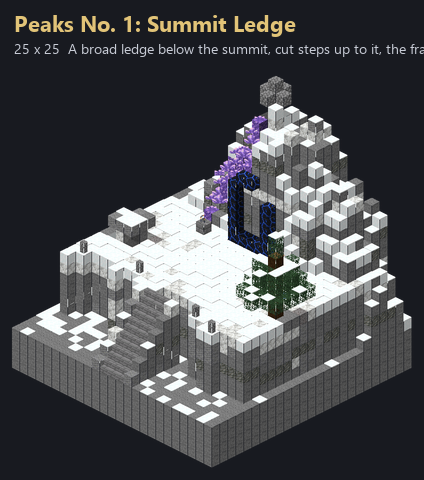 Peaks No. 1: Summit Ledge
25 x 25 A broad ledge below the summit, cut steps up to it, the fra